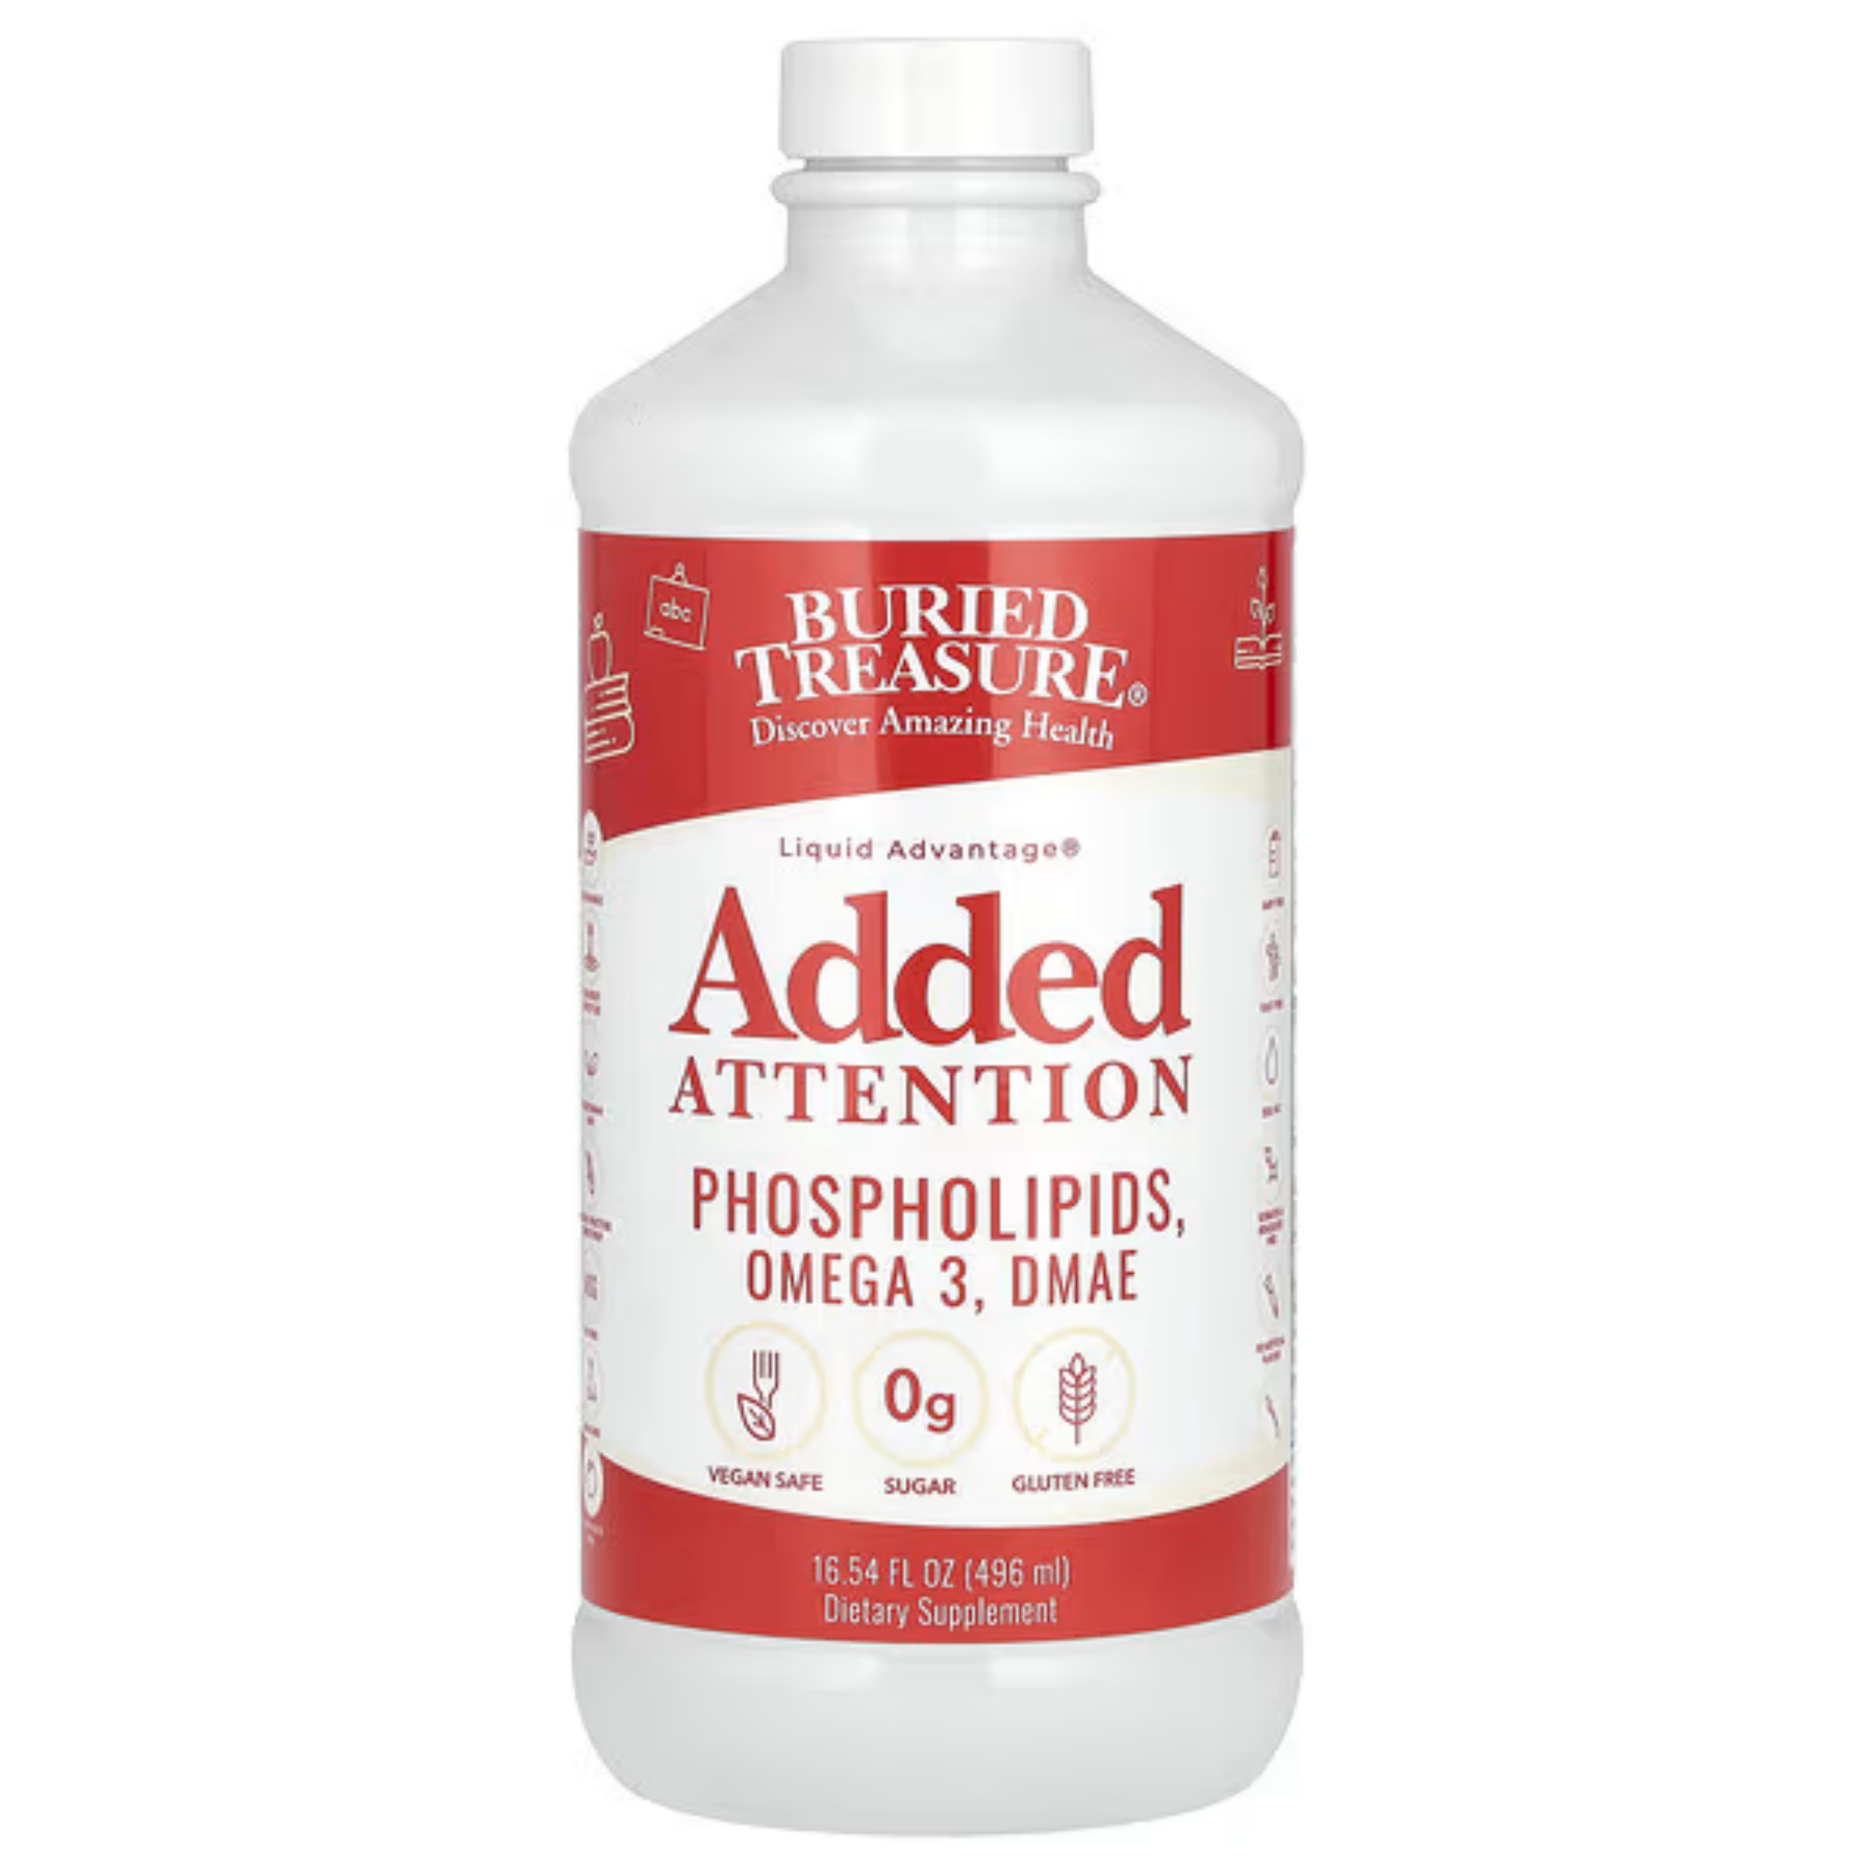 abc
BURIED
TREASURE®
Discover Amazing Health
Liquid Advantage®
Added
ATTENTION
PHOSPHOLIPIDS,
OMEGA 3, DMAE
0g
VEGAN SAFE
SUGAR
GLUTEN FREE
16.54 FL OZ (496 ml)
Dietary Supplement